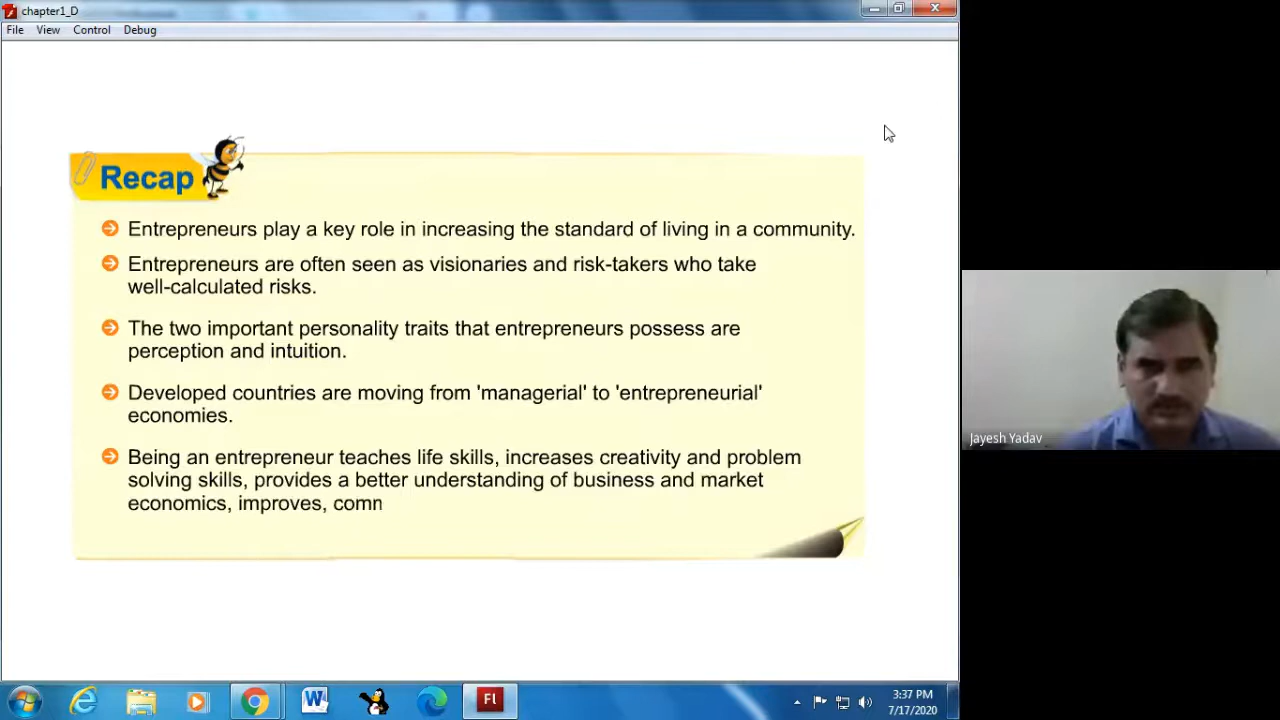 chapter1_D
File View Control Debug
Recap
Entrepreneurs play a key role in increasing the standard of living in a community.
Entrepreneurs are often seen as visionaries and risk-takers who take
well-calculated risks.
The two important personality traits that entrepreneurs possess are
perception and intuition.
Developed countries are moving from 'managerial' to 'entrepreneurial'
economies.
Being an entrepreneur teaches life skills, increases creativity and problem
solving skills, provides a better understanding of business and market
economics, improves, comn
Jayesh Yadav
Fl
3:37 PM
7/17/2020